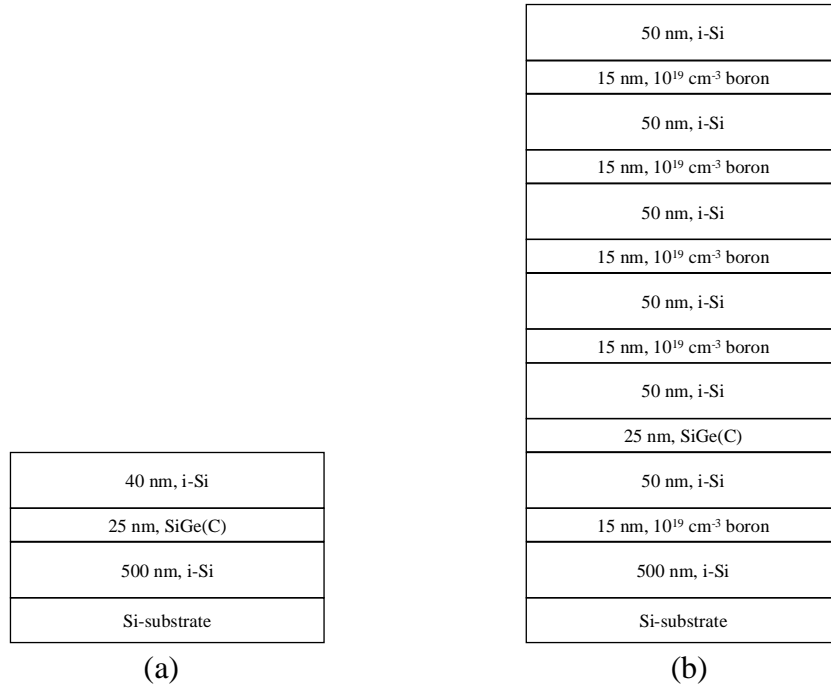 40 nm, i-Si
25 nm, SiGe(C)
500 nm, i-Si
Si-substrate
(a)
50 nm, i-Si
15 nm, 10¹⁹ cm⁻³ boron
50 nm, i-Si
15 nm, 10¹⁹ cm⁻³ boron
50 nm, i-Si
15 nm, 10¹⁹ cm⁻³ boron
50 nm, i-Si
15 nm, 10¹⁹ cm⁻³ boron
50 nm, i-Si
25 nm, SiGe(C)
50 nm, i-Si
15 nm, 10¹⁹ cm⁻³ boron
500 nm, i-Si
Si-substrate
(b)